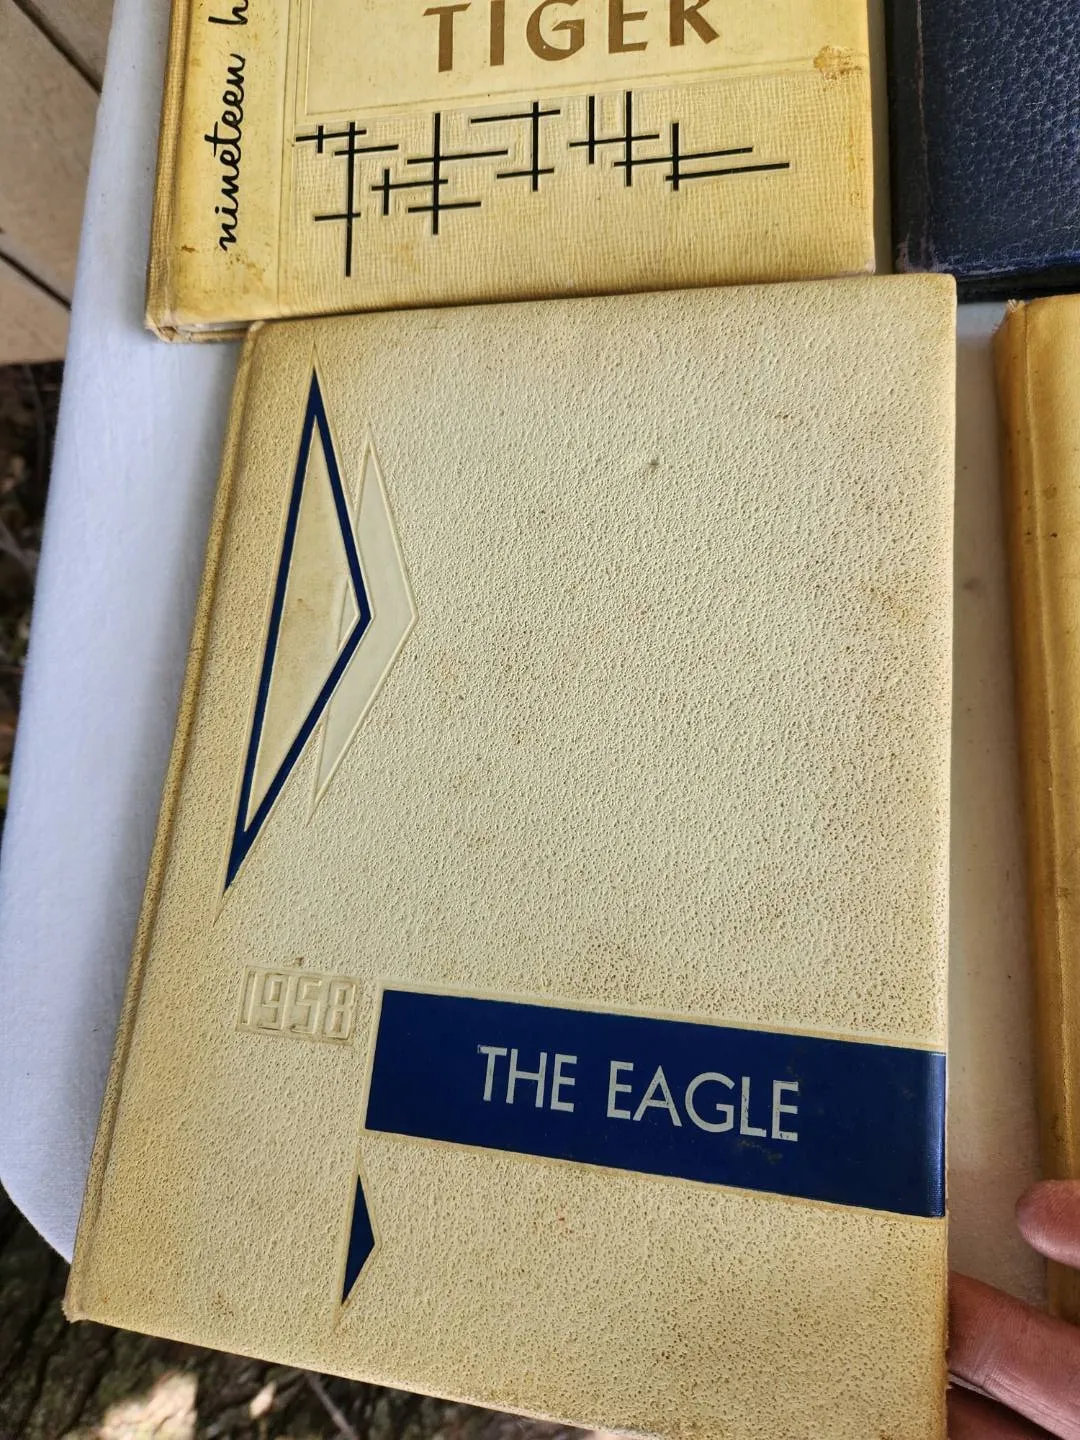 TIGER
nineteen h
1958
THE EAGLE